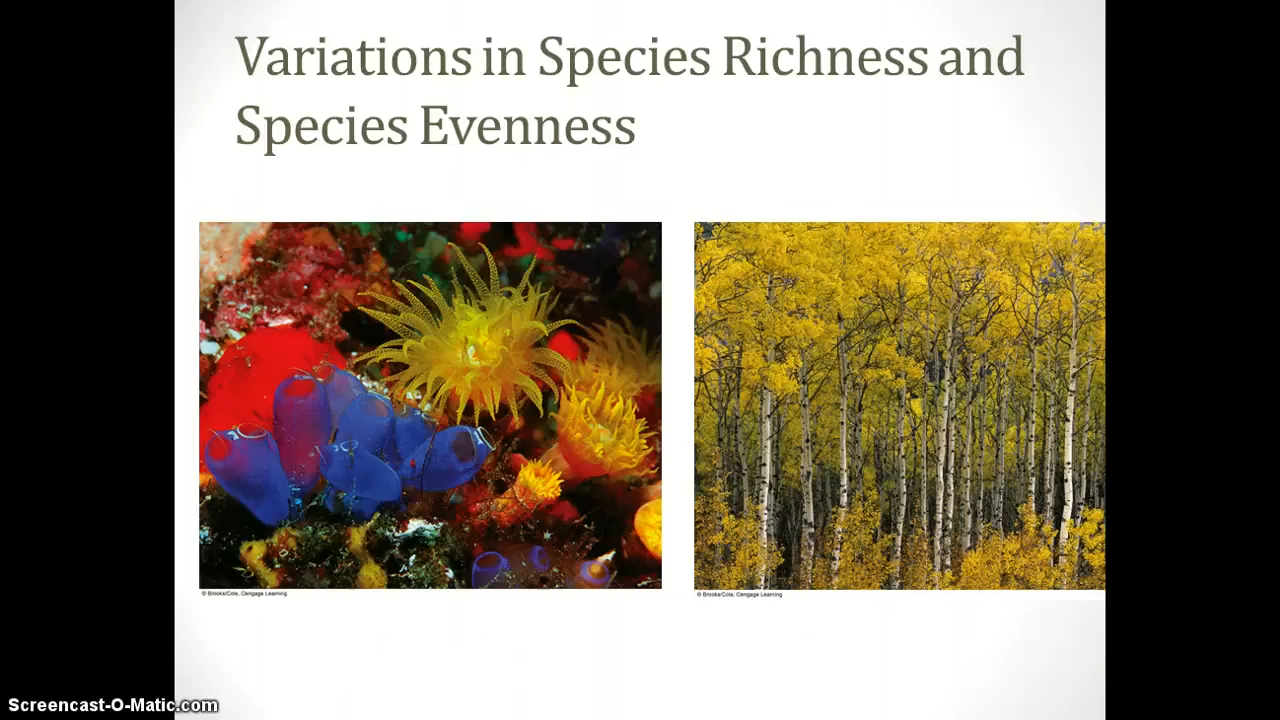 Variations in Species Richness and
Species Evenness
© Brooks/Cole, Cengage Learning
© Brooks/Cole, Cengage Learning
Screencast-O-Matic.com